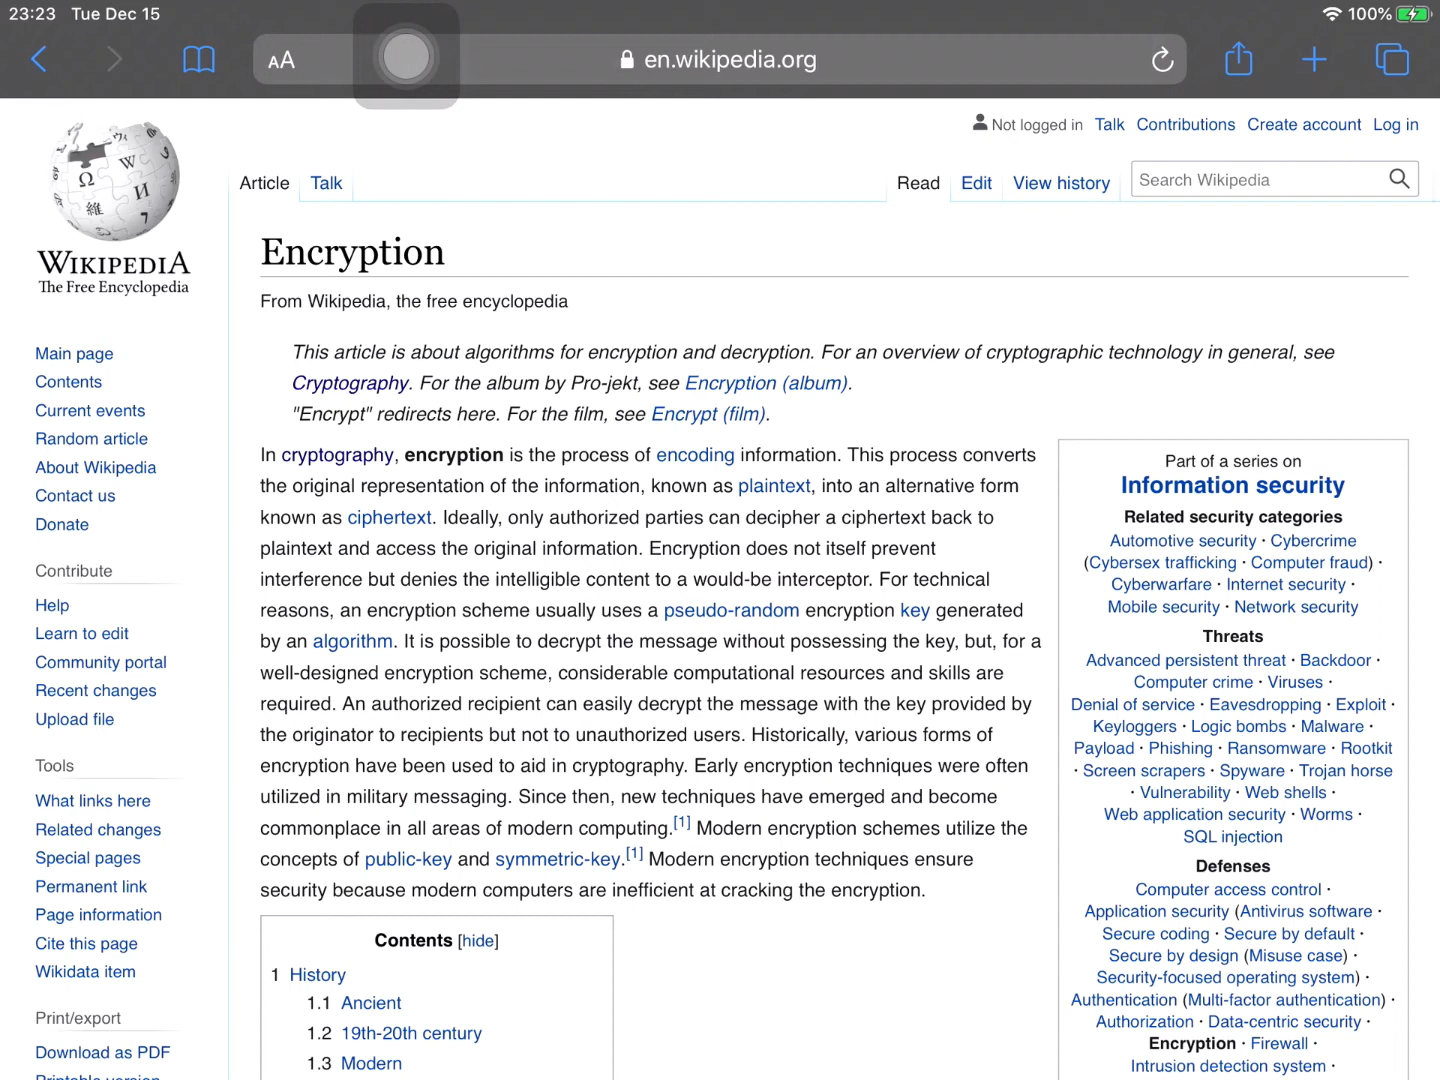 23:23 Tue Dec 15
100%
AA
en.wikipedia.org
Not logged in Talk Contributions Create account Log in
Article Talk
Read Edit View history
Search Wikipedia
WIKIPEDIA
The Free Encyclopedia
Main page
Contents
Current events
Random article
About Wikipedia
Contact us
Donate
Contribute
Help
Learn to edit
Community portal
Recent changes
Upload file
Tools
What links here
Related changes
Special pages
Permanent link
Page information
Cite this page
Wikidata item
Print/export
Download as PDF
Printable version
Encryption
From Wikipedia, the free encyclopedia
This article is about algorithms for encryption and decryption. For an overview of cryptographic technology in general, see
Cryptography. For the album by Pro-jekt, see Encryption (album).
"Encrypt" redirects here. For the film, see Encrypt (film).
In cryptography, encryption is the process of encoding information. This process converts
the original representation of the information, known as plaintext, into an alternative form
known as ciphertext. Ideally, only authorized parties can decipher a ciphertext back to
plaintext and access the original information. Encryption does not itself prevent
interference but denies the intelligible content to a would-be interceptor. For technical
reasons, an encryption scheme usually uses a pseudo-random encryption key generated
by an algorithm. It is possible to decrypt the message without possessing the key, but, for a
well-designed encryption scheme, considerable computational resources and skills are
required. An authorized recipient can easily decrypt the message with the key provided by
the originator to recipients but not to unauthorized users. Historically, various forms of
encryption have been used to aid in cryptography. Early encryption techniques were often
utilized in military messaging. Since then, new techniques have emerged and become
commonplace in all areas of modern computing.[1] Modern encryption schemes utilize the
concepts of public-key and symmetric-key.[1] Modern encryption techniques ensure
security because modern computers are inefficient at cracking the encryption.
Contents [hide]
1 History
1.1 Ancient
1.2 19th-20th century
1.3 Modern
Part of a series on
Information security
Related security categories
Automotive security · Cybercrime
(Cybersex trafficking · Computer fraud) ·
Cyberwarfare · Internet security ·
Mobile security · Network security
Threats
Advanced persistent threat · Backdoor ·
Computer crime · Viruses ·
Denial of service · Eavesdropping · Exploit ·
Keyloggers · Logic bombs · Malware ·
Payload · Phishing · Ransomware · Rootkit
· Screen scrapers · Spyware · Trojan horse
· Vulnerability · Web shells ·
Web application security · Worms ·
SQL injection
Defenses
Computer access control ·
Application security (Antivirus software ·
Secure coding · Secure by default ·
Secure by design (Misuse case) ·
Security-focused operating system) ·
Authentication (Multi-factor authentication) ·
Authorization · Data-centric security ·
Encryption · Firewall ·
Intrusion detection system ·